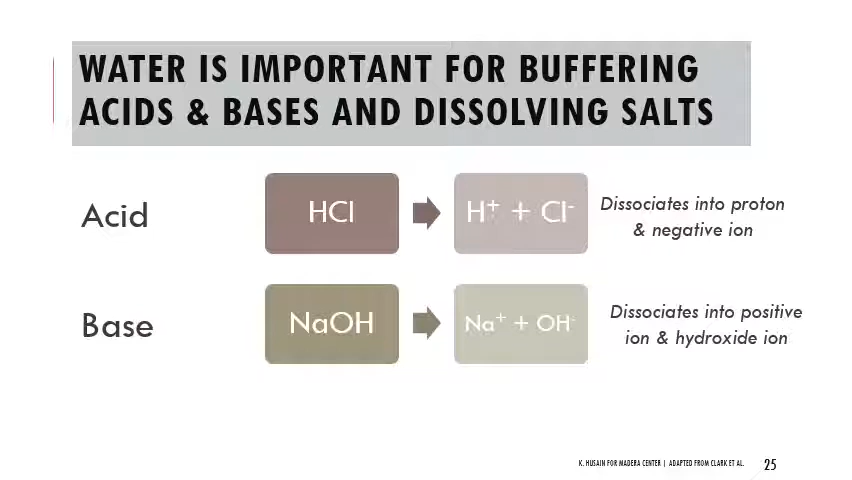 WATER IS IMPORTANT FOR BUFFERING
ACIDS & BASES AND DISSOLVING SALTS
Acid
HCl
H⁺ + Cl⁻
Dissociates into proton
& negative ion
Base
NaOH
Na⁺ + OH⁻
Dissociates into positive
ion & hydroxide ion
K. HUSAIN FOR MADERA CENTER | ADAPTED FROM CLARK ET AL.
25